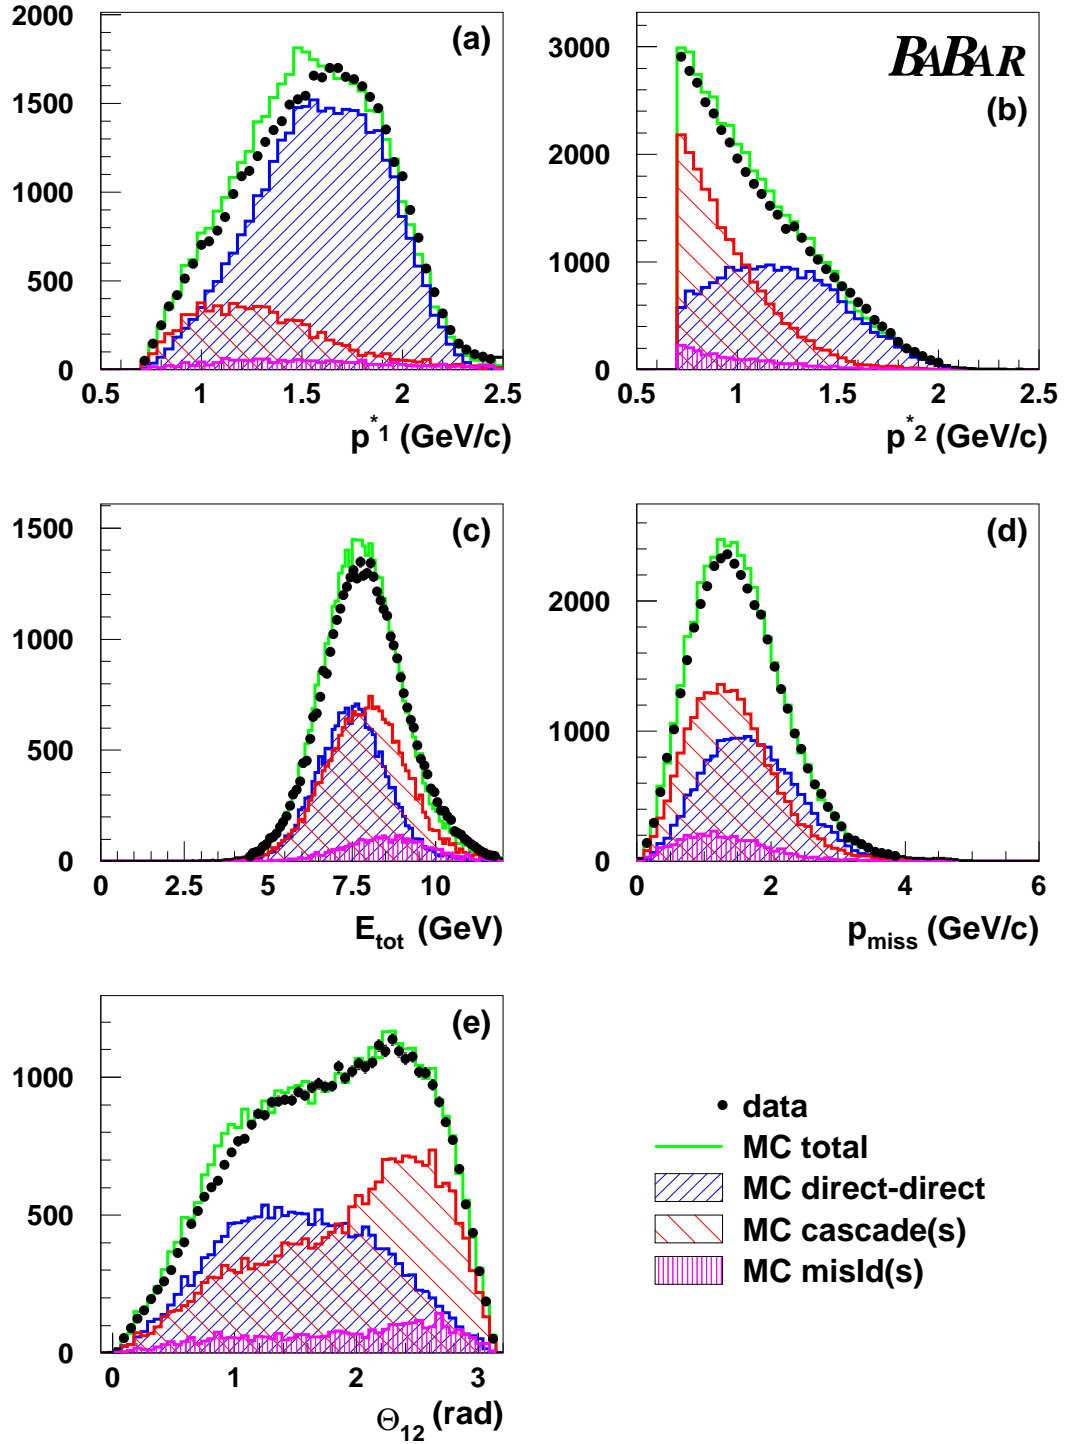 (a)
2000
1500
1000
500
0
0.5 1 1.5 2 2.5
p*1 (GeV/c)
BABAR
(b)
3000
2000
1000
0
0.5 1 1.5 2 2.5
p*2 (GeV/c)
(c)
1500
1000
500
0
0 2.5 5 7.5 10
Etot (GeV)
(d)
2000
1000
0
0 2 4 6
pmiss (GeV/c)
(e)
1000
500
0
0 1 2 3
Θ12 (rad)
data
MC total
MC direct-direct
MC cascade(s)
MC misId(s)